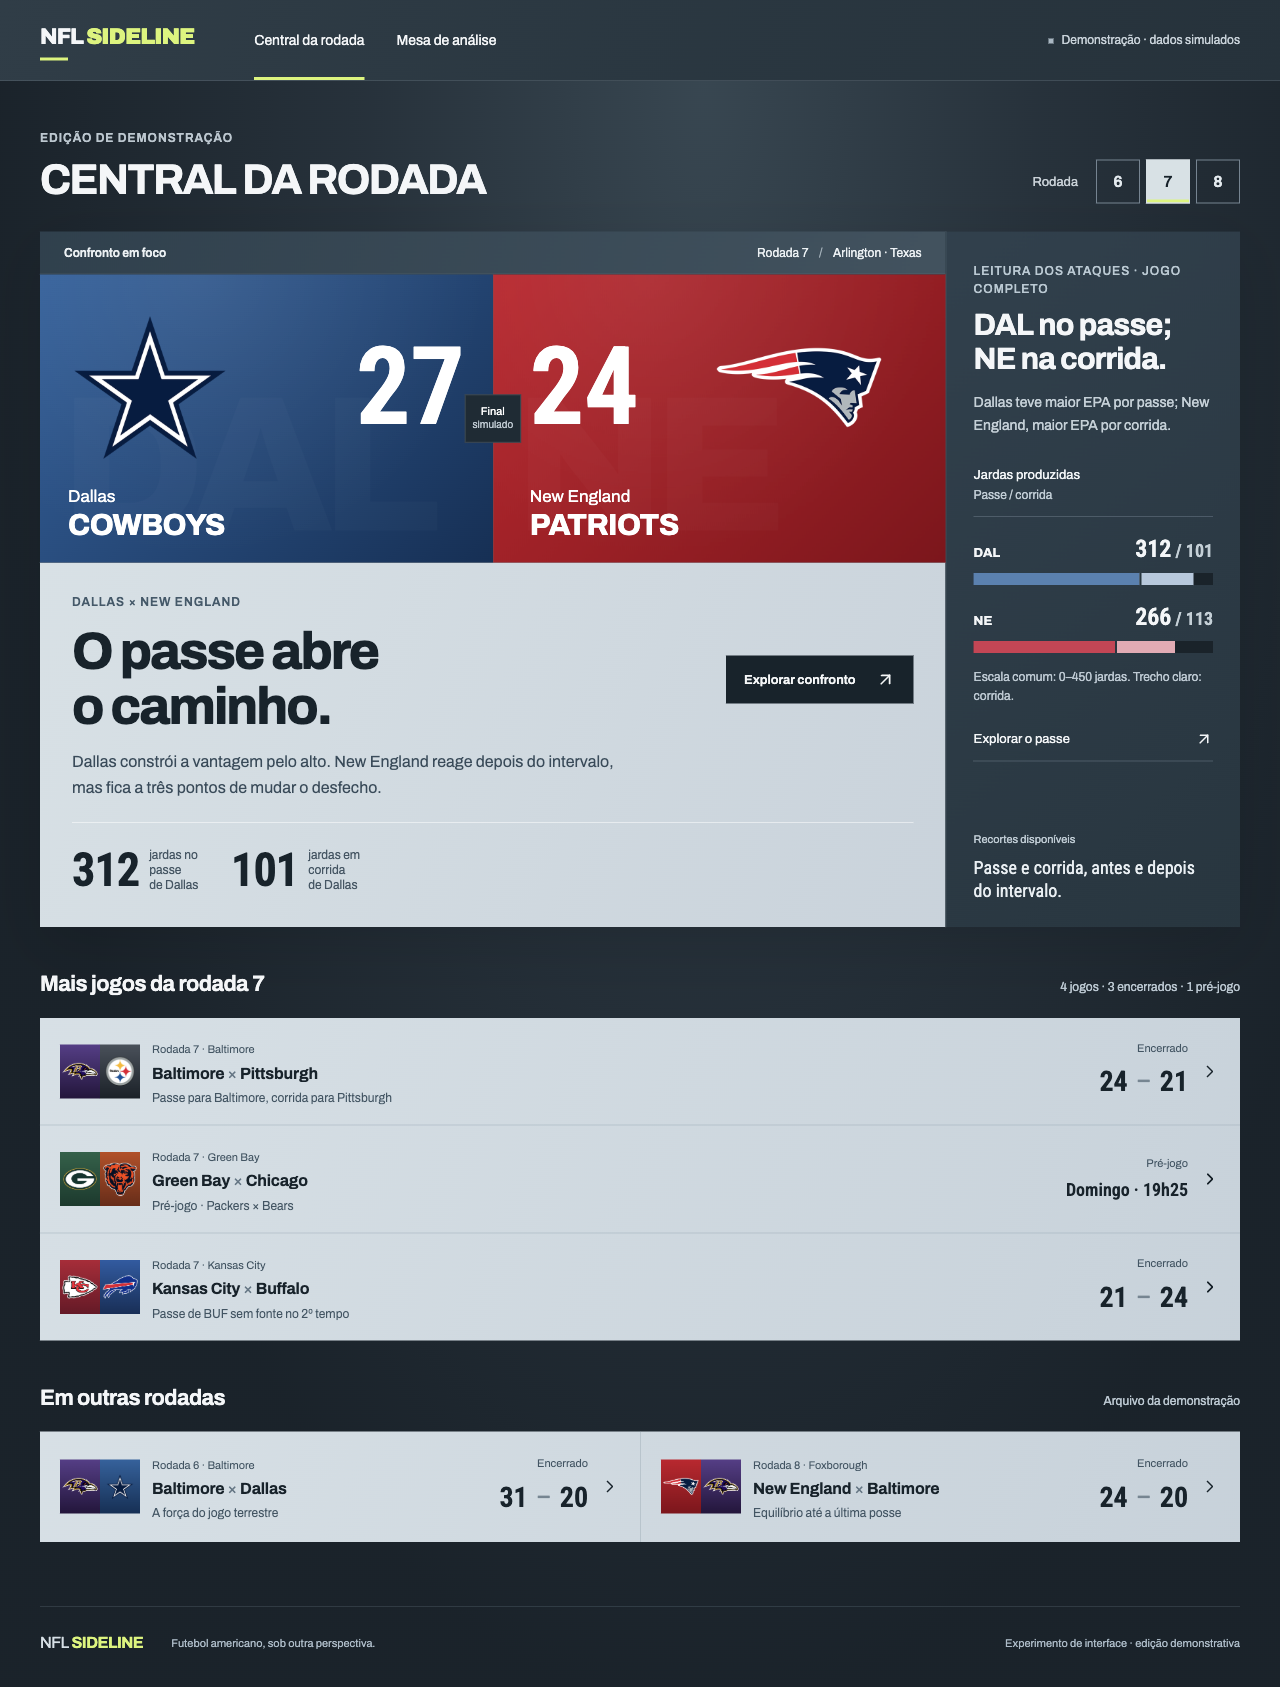 NFL SIDELINE
Central da rodada
Mesa de análise
Demonstração · dados simulados
EDIÇÃO DE DEMONSTRAÇÃO
CENTRAL DA RODADA
Rodada
6
7
8
Confronto em foco
Rodada 7 / Arlington · Texas
DAL
27
Final
simulado
24
NE
Dallas
COWBOYS
New England
PATRIOTS
DALLAS × NEW ENGLAND
O passe abre
o caminho.
Dallas constrói a vantagem pelo alto. New England reage depois do intervalo,
mas fica a três pontos de mudar o desfecho.
Explorar confronto
312
jardas no
passe
de Dallas
101
jardas em
corrida
de Dallas
LEITURA DOS ATAQUES · JOGO
COMPLETO
DAL no passe;
NE na corrida.
Dallas teve maior EPA por passe; New
England, maior EPA por corrida.
Jardas produzidas
Passe / corrida
DAL
312 / 101
NE
266 / 113
Escala comum: 0–450 jardas. Trecho claro:
corrida.
Explorar o passe
Recortes disponíveis
Passe e corrida, antes e depois
do intervalo.
Mais jogos da rodada 7
4 jogos · 3 encerrados · 1 pré-jogo
Rodada 7 · Baltimore
Baltimore × Pittsburgh
Passe para Baltimore, corrida para Pittsburgh
Encerrado
24 – 21
Rodada 7 · Green Bay
Green Bay × Chicago
Pré-jogo · Packers × Bears
Pré-jogo
Domingo · 19h25
Rodada 7 · Kansas City
Kansas City × Buffalo
Passe de BUF sem fonte no 2º tempo
Encerrado
21 – 24
Em outras rodadas
Arquivo da demonstração
Rodada 6 · Baltimore
Baltimore × Dallas
A força do jogo terrestre
Encerrado
31 – 20
Rodada 8 · Foxborough
New England × Baltimore
Equilíbrio até a última posse
Encerrado
24 – 20
NFL SIDELINE
Futebol americano, sob outra perspectiva.
Experimento de interface · edição demonstrativa